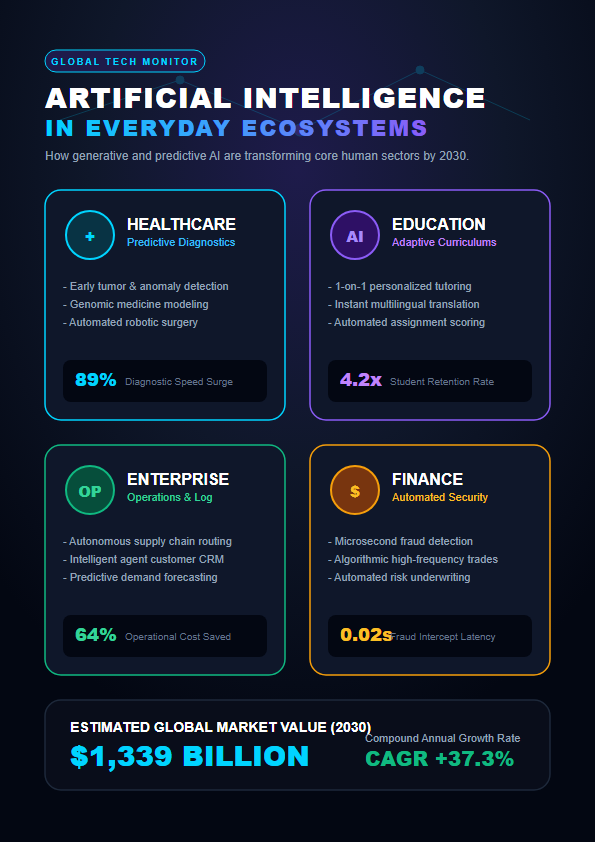 GLOBAL TECH MONITOR
ARTIFICIAL INTELLIGENCE
IN EVERYDAY ECOSYSTEMS
How generative and predictive AI are transforming core human sectors by 2030.
+
HEALTHCARE
Predictive Diagnostics
- Early tumor & anomaly detection
- Genomic medicine modeling
- Automated robotic surgery
89% Diagnostic Speed Surge
AI
EDUCATION
Adaptive Curriculums
- 1-on-1 personalized tutoring
- Instant multilingual translation
- Automated assignment scoring
4.2x Student Retention Rate
OP
ENTERPRISE
Operations & Log
- Autonomous supply chain routing
- Intelligent agent customer CRM
- Predictive demand forecasting
64% Operational Cost Saved
$
FINANCE
Automated Security
- Microsecond fraud detection
- Algorithmic high-frequency trades
- Automated risk underwriting
0.02s Fraud Intercept Latency
ESTIMATED GLOBAL MARKET VALUE (2030)
$1,339 BILLION
Compound Annual Growth Rate
CAGR +37.3%